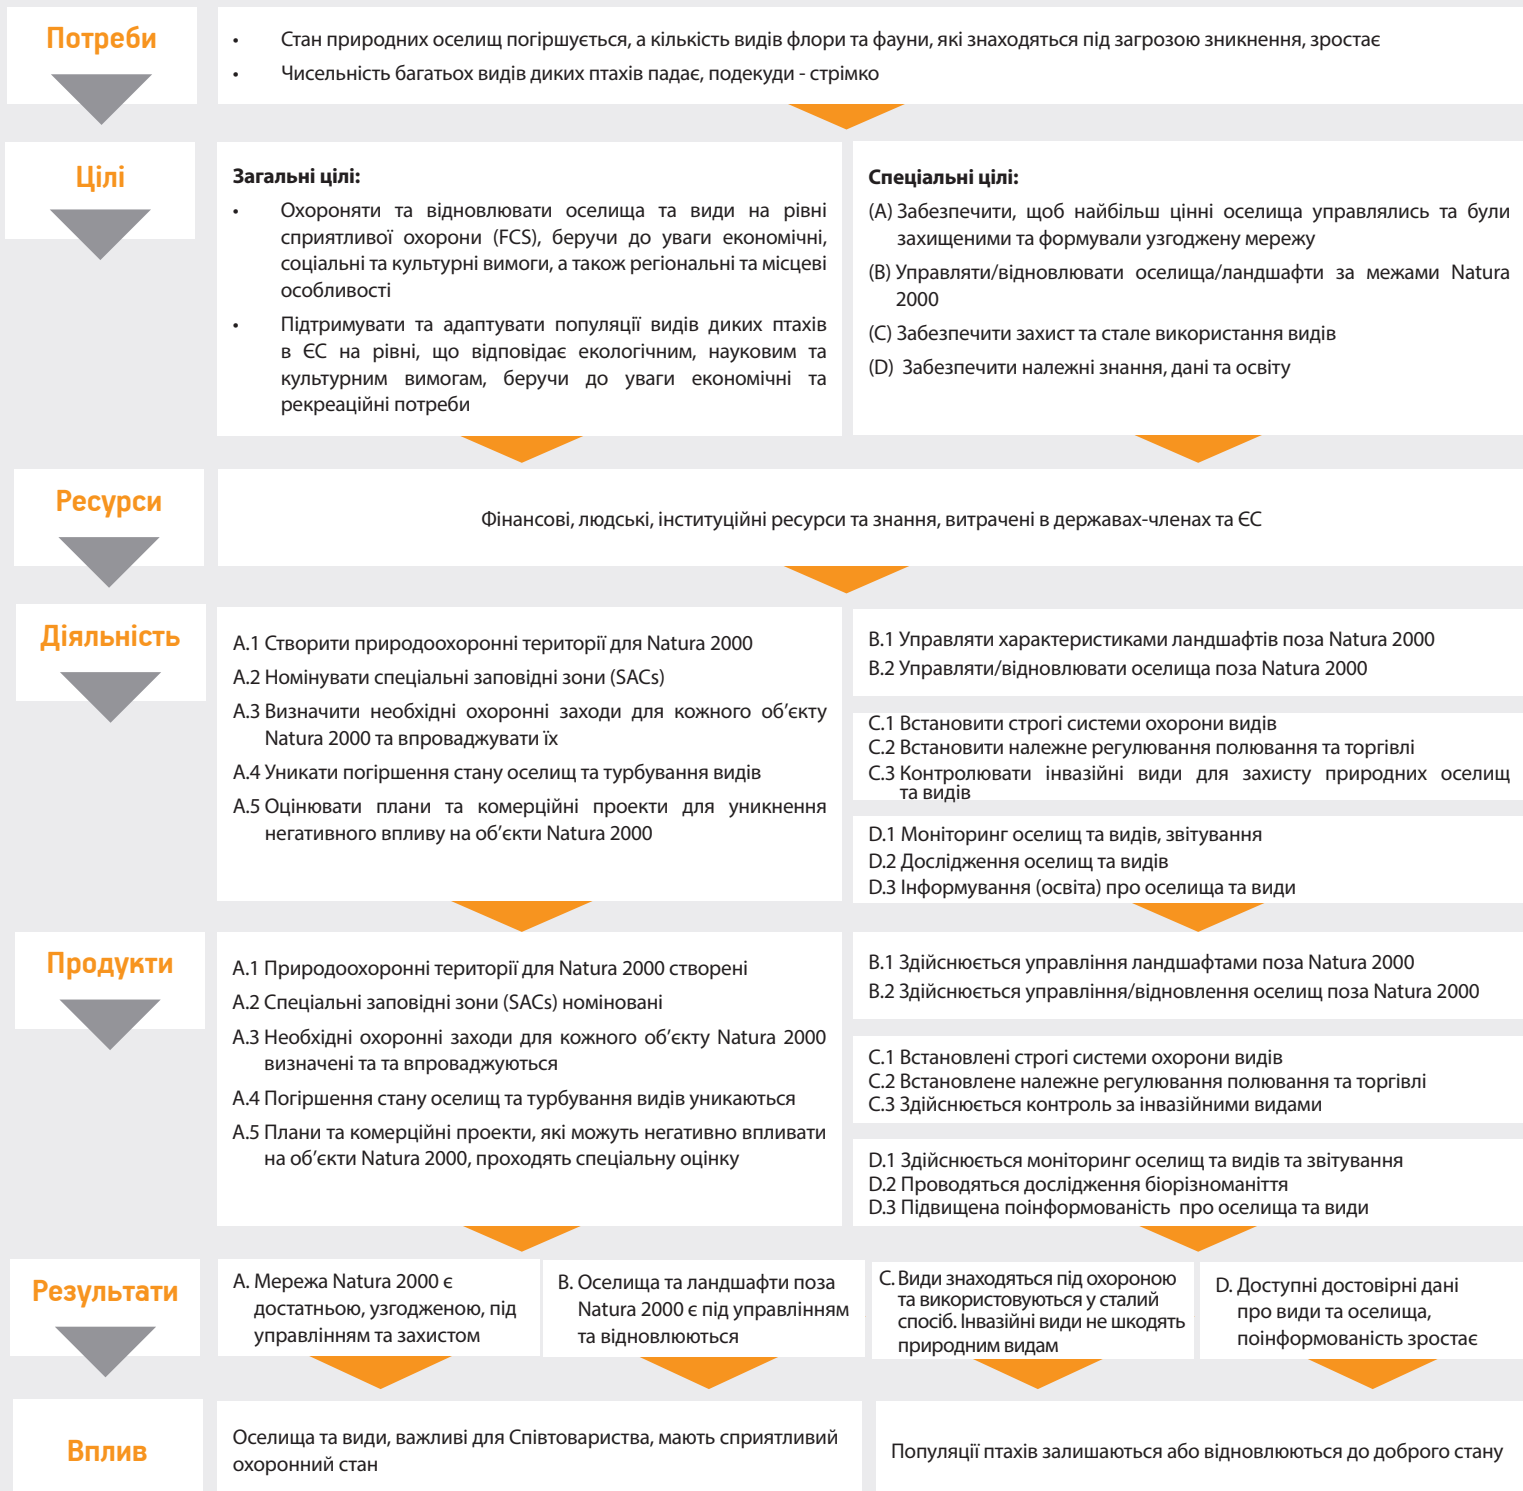 Потреби
• Стан природних оселищ погіршується, а кількість видів флори та фауни, які знаходяться під загрозою зникнення, зростає
• Чисельність багатьох видів диких птахів падає, подекуди - стрімко
Цілі
Загальні цілі:
• Охороняти та відновлювати оселища та види на рівні
сприятливої охорони (FCS), беручи до уваги економічні,
соціальні та культурні вимоги, а також регіональні та місцеві
особливості
• Підтримувати та адаптувати популяції видів диких птахів
в ЄС на рівні, що відповідає екологічним, науковим та
культурним вимогам, беручи до уваги економічні та
рекреаційні потреби
Спеціальні цілі:
(A) Забезпечити, щоб найбільш цінні оселища управлялись та були
захищеними та формували узгоджену мережу
(B) Управляти/відновлювати оселища/ландшафти за межами Natura
2000
(C) Забезпечити захист та стале використання видів
(D) Забезпечити належні знання, дані та освіту
Ресурси
Фінансові, людські, інституційні ресурси та знання, витрачені в державах-членах та ЄС
Діяльність
A.1 Створити природоохоронні території для Natura 2000
A.2 Номінувати спеціальні заповідні зони (SACs)
A.3 Визначити необхідні охоронні заходи для кожного об’єкту
Natura 2000 та впроваджувати їх
A.4 Уникати погіршення стану оселищ та турбування видів
A.5 Оцінювати плани та комерційні проекти для уникнення
негативного впливу на об’єкти Natura 2000
B.1 Управляти характеристиками ландшафтів поза Natura 2000
B.2 Управляти/відновлювати оселища поза Natura 2000
C.1 Встановити строгі системи охорони видів
C.2 Встановити належне регулювання полювання та торгівлі
C.3 Контролювати інвазійні види для захисту природних оселищ
та видів
D.1 Моніторинг оселищ та видів, звітування
D.2 Дослідження оселищ та видів
D.3 Інформування (освіта) про оселища та види
Продукти
A.1 Природоохоронні території для Natura 2000 створені
A.2 Спеціальні заповідні зони (SACs) номіновані
A.3 Необхідні охоронні заходи для кожного об’єкту Natura 2000
визначені та та впроваджуються
A.4 Погіршення стану оселищ та турбування видів уникаються
A.5 Плани та комерційні проекти, які можуть негативно впливати
на об’єкти Natura 2000, проходять спеціальну оцінку
B.1 Здійснюється управління ландшафтами поза Natura 2000
B.2 Здійснюється управління/відновлення оселищ поза Natura 2000
C.1 Встановлені строгі системи охорони видів
C.2 Встановлене належне регулювання полювання та торгівлі
C.3 Здійснюється контроль за інвазійними видами
D.1 Здійснюється моніторинг оселищ та видів та звітування
D.2 Проводяться дослідження біорізноманіття
D.3 Підвищена поінформованість про оселища та види
Результати
A. Мережа Natura 2000 є
достатньою, узгодженою, під
управлінням та захистом
B. Оселища та ландшафти поза
Natura 2000 є під управлінням
та відновлюються
C. Види знаходяться під охороною
та використовуються у сталий
спосіб. Інвазійні види не шкодять
природним видам
D. Доступні достовірні дані
про види та оселища,
поінформованість зростає
Вплив
Оселища та види, важливі для Співтовариства, мають сприятливий
охоронний стан
Популяції птахів залишаються або відновлюються до доброго стану